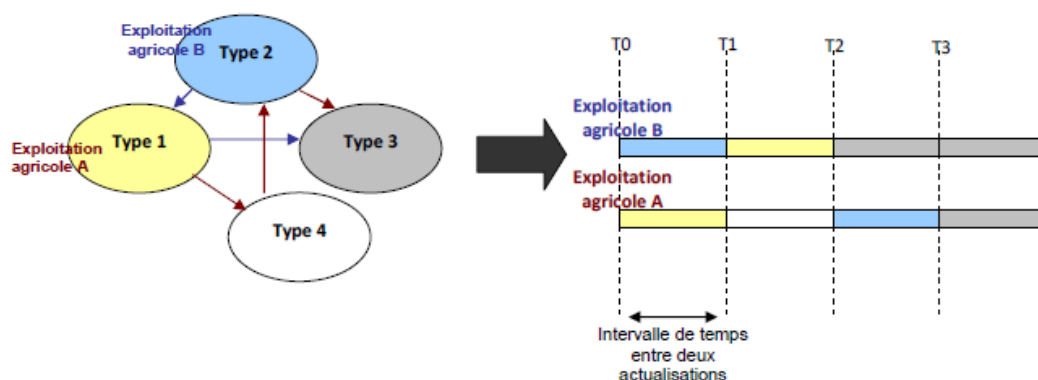 Exploitation
agricole B
Type 2
Type 1
Exploitation
agricole A
Type 3
Type 4
T0 T1 T2 T3
Exploitation
agricole B
Exploitation
agricole A
Intervalle de temps
entre deux
actualisations